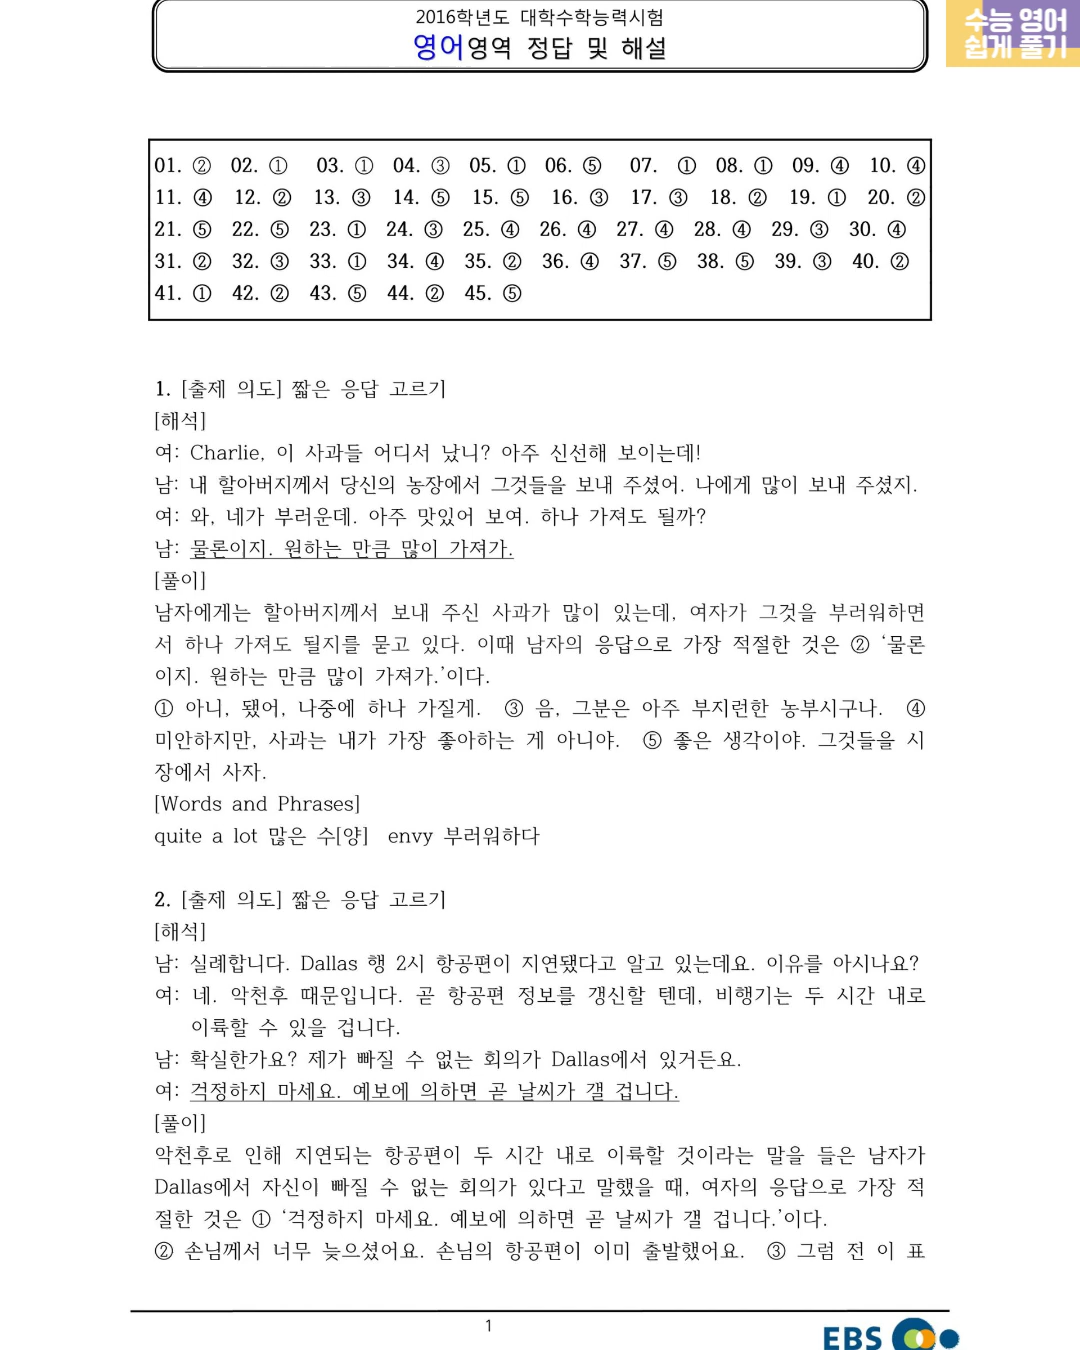 2016학년도 대학수학능력시험
영어영역 정답 및 해설
수능 영어
쉽게 풀기
01. ② 02. ① 03. ① 04. ③ 05. ① 06. ⑤ 07. ① 08. ① 09. ④ 10. ④
11. ④ 12. ② 13. ③ 14. ⑤ 15. ⑤ 16. ③ 17. ③ 18. ② 19. ① 20. ②
21. ⑤ 22. ⑤ 23. ① 24. ③ 25. ④ 26. ④ 27. ④ 28. ④ 29. ③ 30. ④
31. ② 32. ③ 33. ① 34. ④ 35. ② 36. ④ 37. ⑤ 38. ⑤ 39. ③ 40. ②
41. ① 42. ② 43. ⑤ 44. ② 45. ⑤
1. [출제 의도] 짧은 응답 고르기
[해석]
여: Charlie, 이 사과들 어디서 났니? 아주 신선해 보이는데!
남: 내 할아버지께서 당신의 농장에서 그것들을 보내 주셨어. 나에게 많이 보내 주셨지.
여: 와, 네가 부러운데. 아주 맛있어 보여. 하나 가져도 될까?
남: 물론이지. 원하는 만큼 많이 가져가.
[풀이]
남자에게는 할아버지께서 보내 주신 사과가 많이 있는데, 여자가 그것을 부러워하면
서 하나 가져도 될지를 묻고 있다. 이때 남자의 응답으로 가장 적절한 것은 ② ‘물론
이지. 원하는 만큼 많이 가져가.’이다.
① 아니, 됐어, 나중에 하나 가질게. ③ 음, 그분은 아주 부지런한 농부시구나. ④
미안하지만, 사과는 내가 가장 좋아하는 게 아니야. ⑤ 좋은 생각이야. 그것들을 시
장에서 사자.
[Words and Phrases]
quite a lot 많은 수[양] envy 부러워하다
2. [출제 의도] 짧은 응답 고르기
[해석]
남: 실례합니다. Dallas 행 2시 항공편이 지연됐다고 알고 있는데요. 이유를 아시나요?
여: 네. 악천후 때문입니다. 곧 항공편 정보를 갱신할 텐데, 비행기는 두 시간 내로
이륙할 수 있을 겁니다.
남: 확실한가요? 제가 빠질 수 없는 회의가 Dallas에서 있거든요.
여: 걱정하지 마세요. 예보에 의하면 곧 날씨가 갤 겁니다.
[풀이]
악천후로 인해 지연되는 항공편이 두 시간 내로 이륙할 것이라는 말을 들은 남자가
Dallas에서 자신이 빠질 수 없는 회의가 있다고 말했을 때, 여자의 응답으로 가장 적
절한 것은 ① ‘걱정하지 마세요. 예보에 의하면 곧 날씨가 갤 겁니다.’이다.
② 손님께서 너무 늦으셨어요. 손님의 항공편이 이미 출발했어요. ③ 그럼 전 이 표
1
EBS